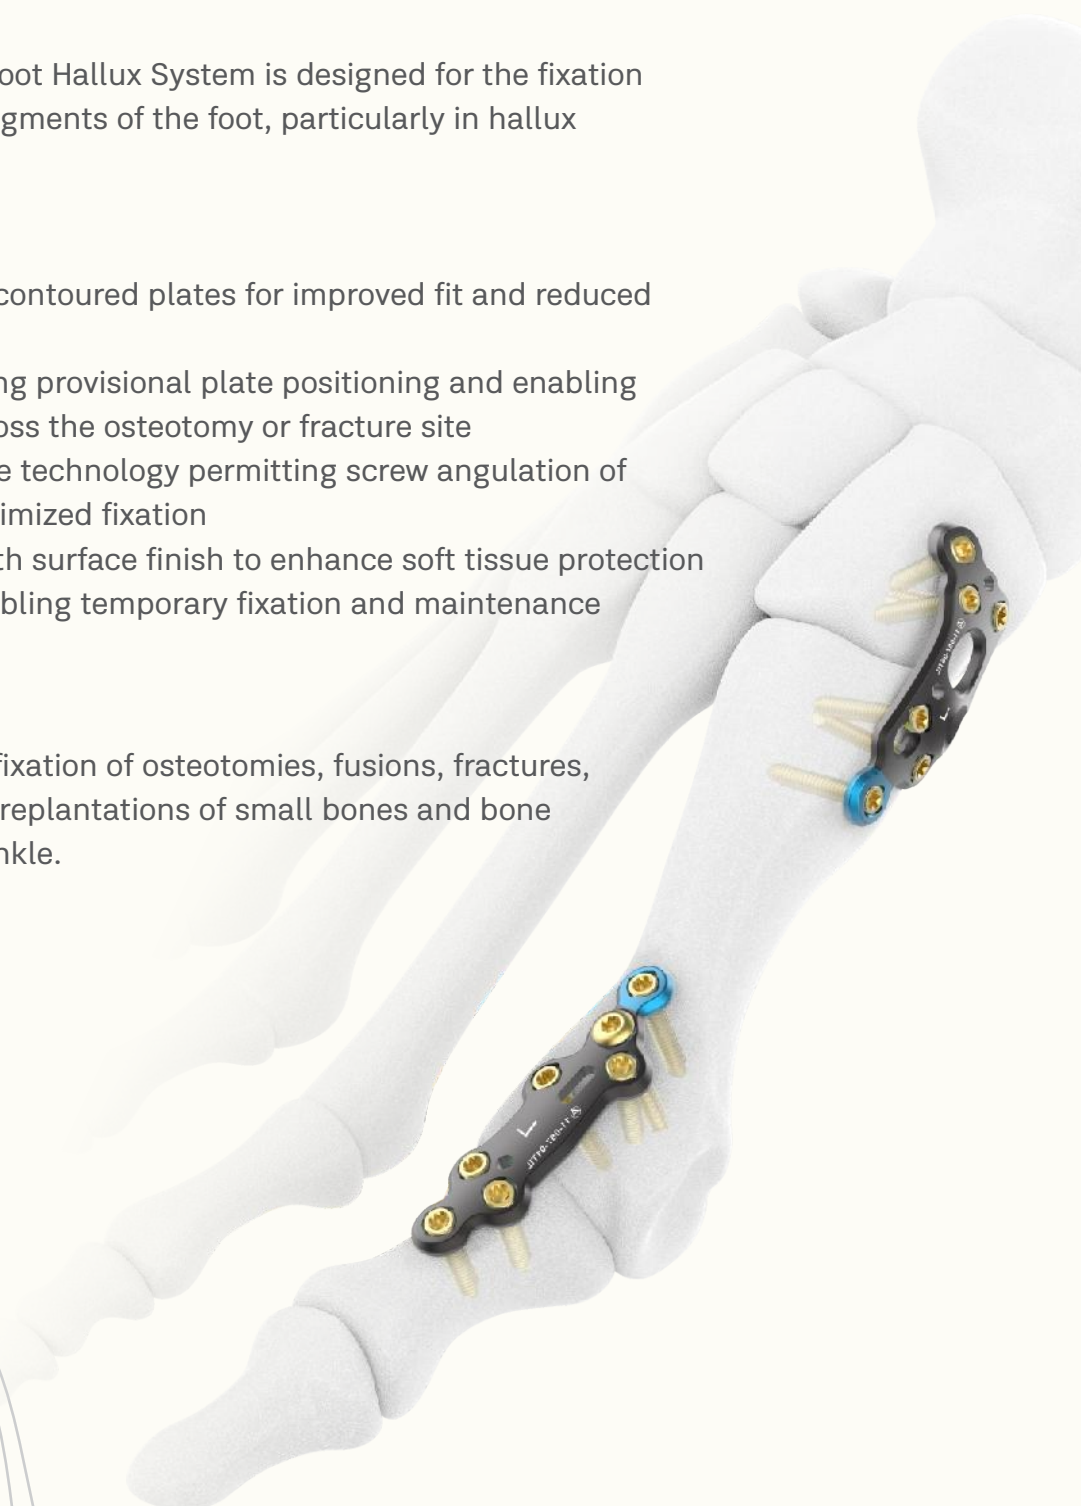 oot Hallux System is designed for the fixation
gments of the foot, particularly in hallux
contoured plates for improved fit and reduced
ng provisional plate positioning and enabling
oss the osteotomy or fracture site
e technology permitting screw angulation of
imized fixation
th surface finish to enhance soft tissue protection
bling temporary fixation and maintenance
fixation of osteotomies, fusions, fractures,
replantations of small bones and bone
nkle.
L
L